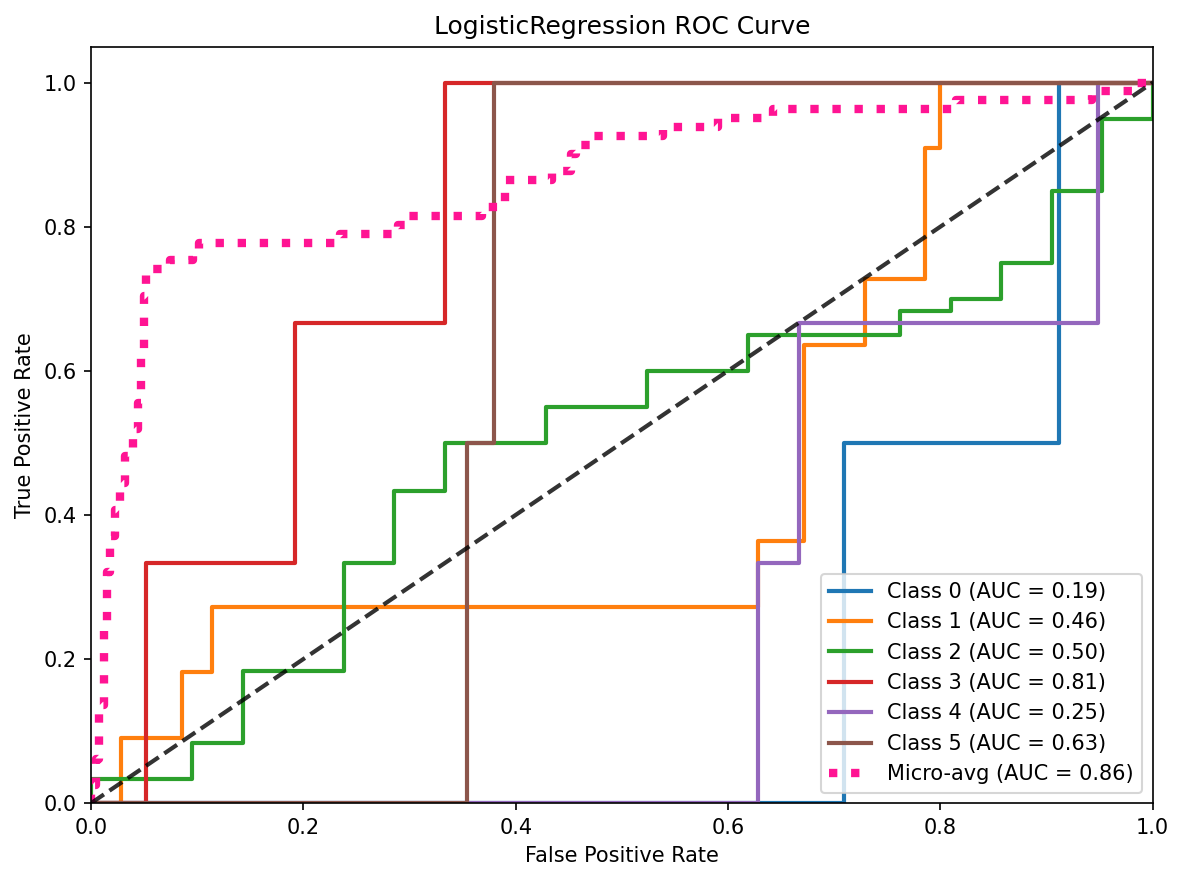 LogisticRegression ROC Curve
True Positive Rate
1.0
0.8
0.6
0.4
0.2
0.0
0.0 0.2 0.4 0.6 0.8 1.0
False Positive Rate
Class 0 (AUC = 0.19)
Class 1 (AUC = 0.46)
Class 2 (AUC = 0.50)
Class 3 (AUC = 0.81)
Class 4 (AUC = 0.25)
Class 5 (AUC = 0.63)
Micro-avg (AUC = 0.86)